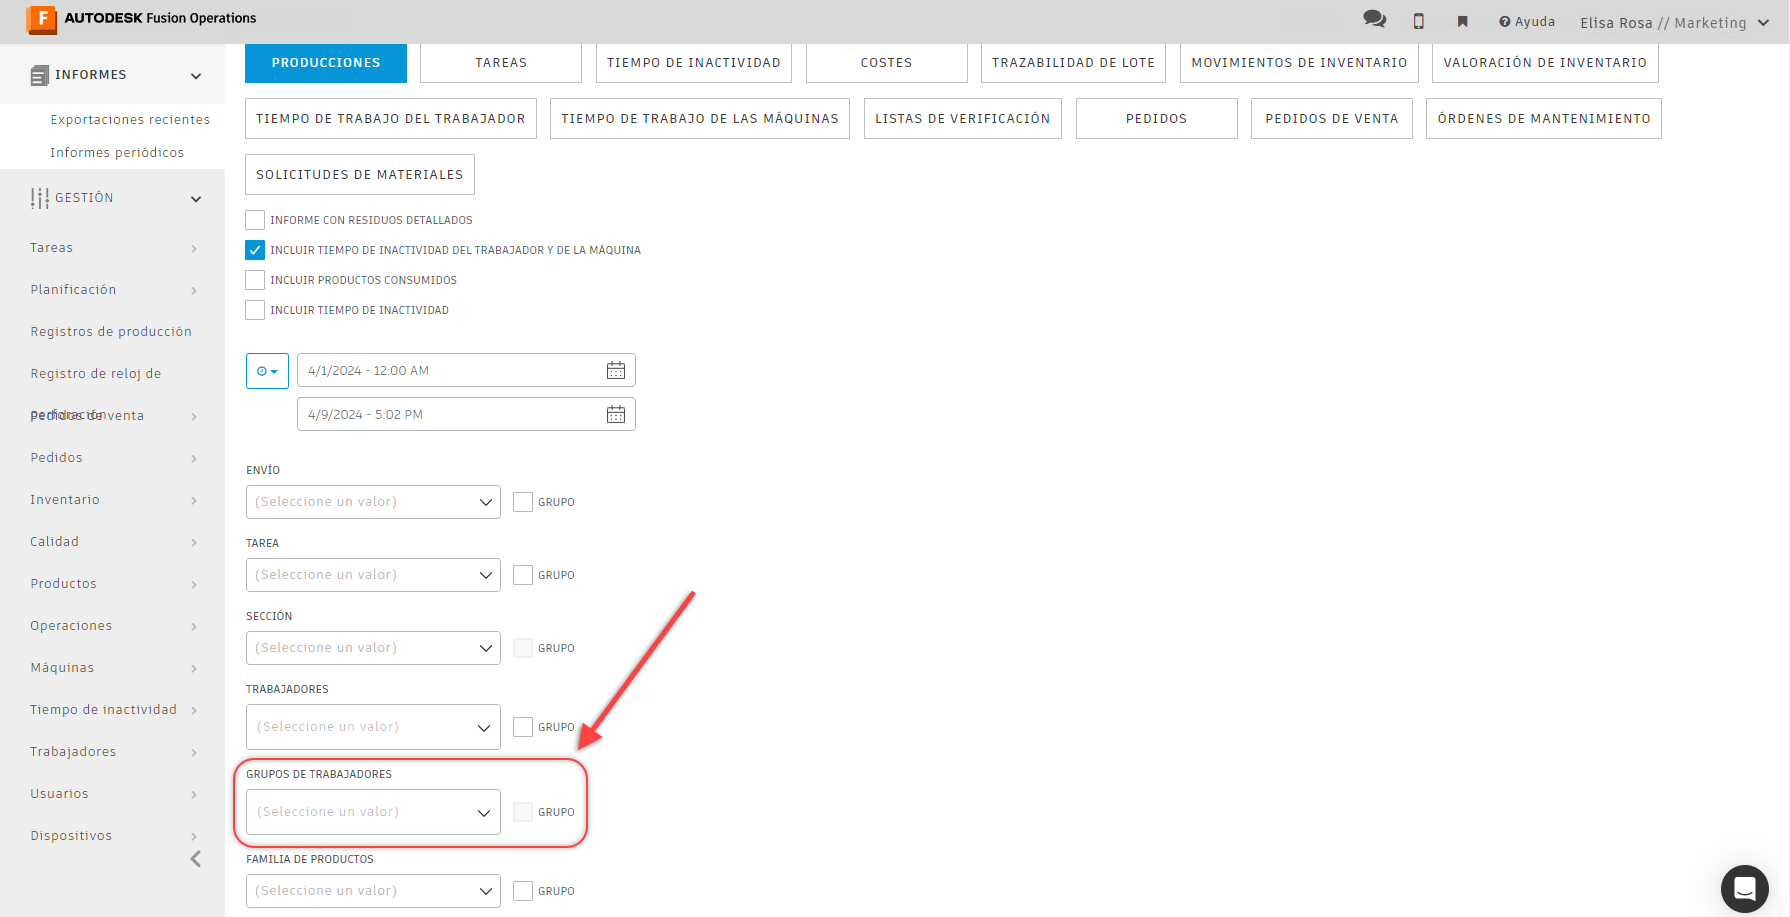 AUTODESK Fusion Operations
Ayuda
Elisa Rosa // Marketing
INFORMES
Exportaciones recientes
Informes periódicos
GESTIÓN
Tareas
Planificación
Registros de producción
Registro de reloj de
perforación
Pedidos de venta
Pedidos
Inventario
Calidad
Productos
Operaciones
Máquinas
Tiempo de inactividad
Trabajadores
Usuarios
Dispositivos
PRODUCCIONES
TAREAS
TIEMPO DE INACTIVIDAD
COSTES
TRAZABILIDAD DE LOTE
MOVIMIENTOS DE INVENTARIO
VALORACIÓN DE INVENTARIO
TIEMPO DE TRABAJO DEL TRABAJADOR
TIEMPO DE TRABAJO DE LAS MÁQUINAS
LISTAS DE VERIFICACIÓN
PEDIDOS
PEDIDOS DE VENTA
ÓRDENES DE MANTENIMIENTO
SOLICITUDES DE MATERIALES
INFORME CON RESIDUOS DETALLADOS
INCLUIR TIEMPO DE INACTIVIDAD DEL TRABAJADOR Y DE LA MÁQUINA
INCLUIR PRODUCTOS CONSUMIDOS
INCLUIR TIEMPO DE INACTIVIDAD
4/1/2024 - 12:00 AM
4/9/2024 - 5:02 PM
ENVÍO
(Seleccione un valor)
GRUPO
TAREA
(Seleccione un valor)
GRUPO
SECCIÓN
(Seleccione un valor)
GRUPO
TRABAJADORES
(Seleccione un valor)
GRUPO
GRUPOS DE TRABAJADORES
(Seleccione un valor)
GRUPO
FAMILIA DE PRODUCTOS
(Seleccione un valor)
GRUPO